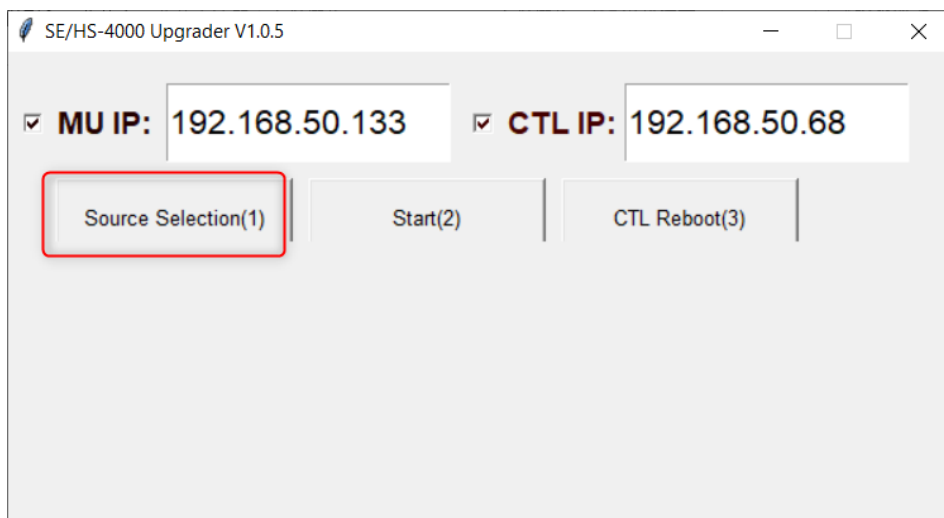 SE/HS-4000 Upgrader V1.0.5
MU IP: 192.168.50.133 CTL IP: 192.168.50.68
Source Selection(1) Start(2) CTL Reboot(3)